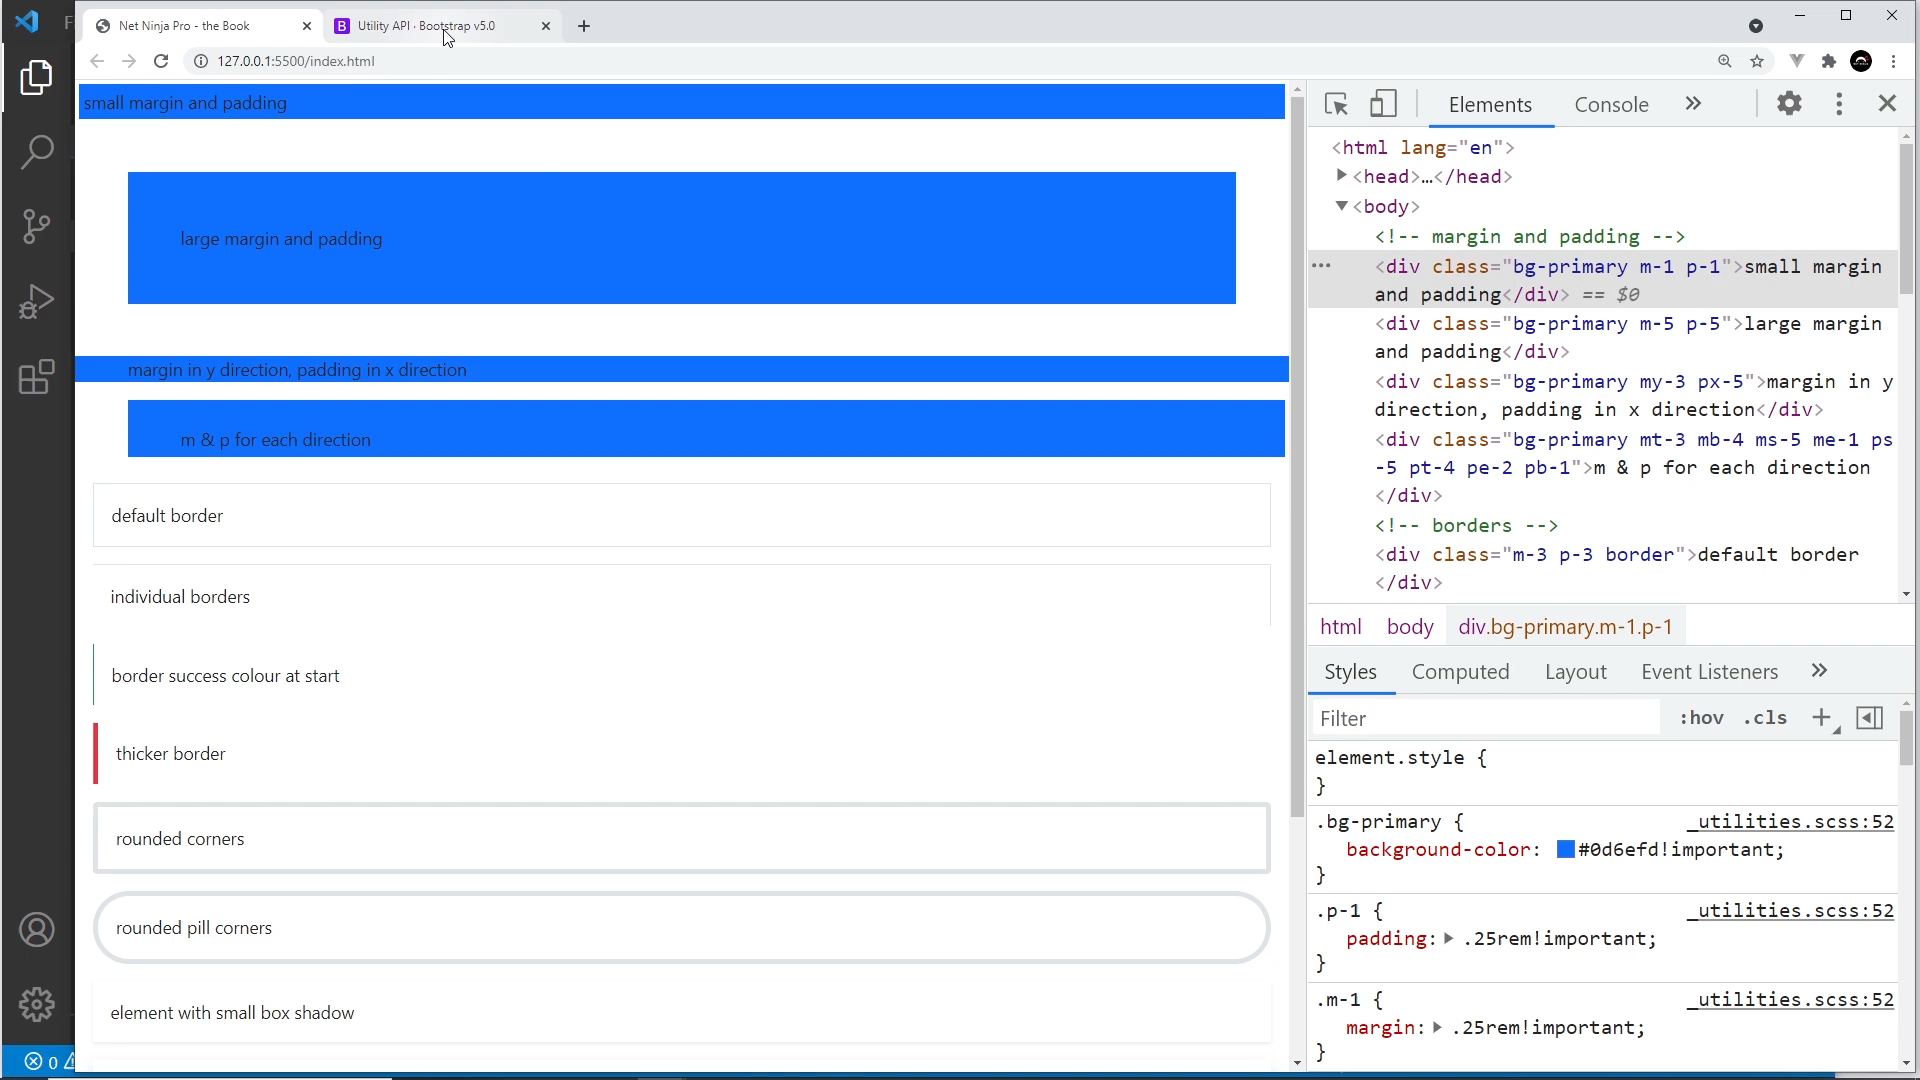 F
Net Ninja Pro - the Book
Utility API · Bootstrap v5.0
127.0.0.1:5500/index.html
small margin and padding
large margin and padding
margin in y direction, padding in x direction
m & p for each direction
default border
individual borders
border success colour at start
thicker border
rounded corners
rounded pill corners
element with small box shadow
Elements
Console
<html lang="en">
<head>…</head>
<body>
<!-- margin and padding -->
<div class="bg-primary m-1 p-1">small margin
and padding</div> == $0
<div class="bg-primary m-5 p-5">large margin
and padding</div>
<div class="bg-primary my-3 px-5">margin in y
direction, padding in x direction</div>
<div class="bg-primary mt-3 mb-4 ms-5 me-1 ps
-5 pt-4 pe-2 pb-1">m & p for each direction
</div>
<!-- borders -->
<div class="m-3 p-3 border">default border
</div>
html body div.bg-primary.m-1.p-1
Styles Computed Layout Event Listeners
Filter
:hov .cls
element.style {
}
.bg-primary {
_utilities.scss:52
background-color: #0d6efd!important;
}
.p-1 {
_utilities.scss:52
padding: .25rem!important;
}
.m-1 {
_utilities.scss:52
margin: .25rem!important;
}
0